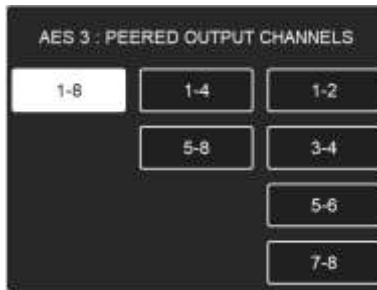 AES 3 : PEERED OUTPUT CHANNELS
1-8 1-4 1-2
5-8 3-4
5-6
7-8